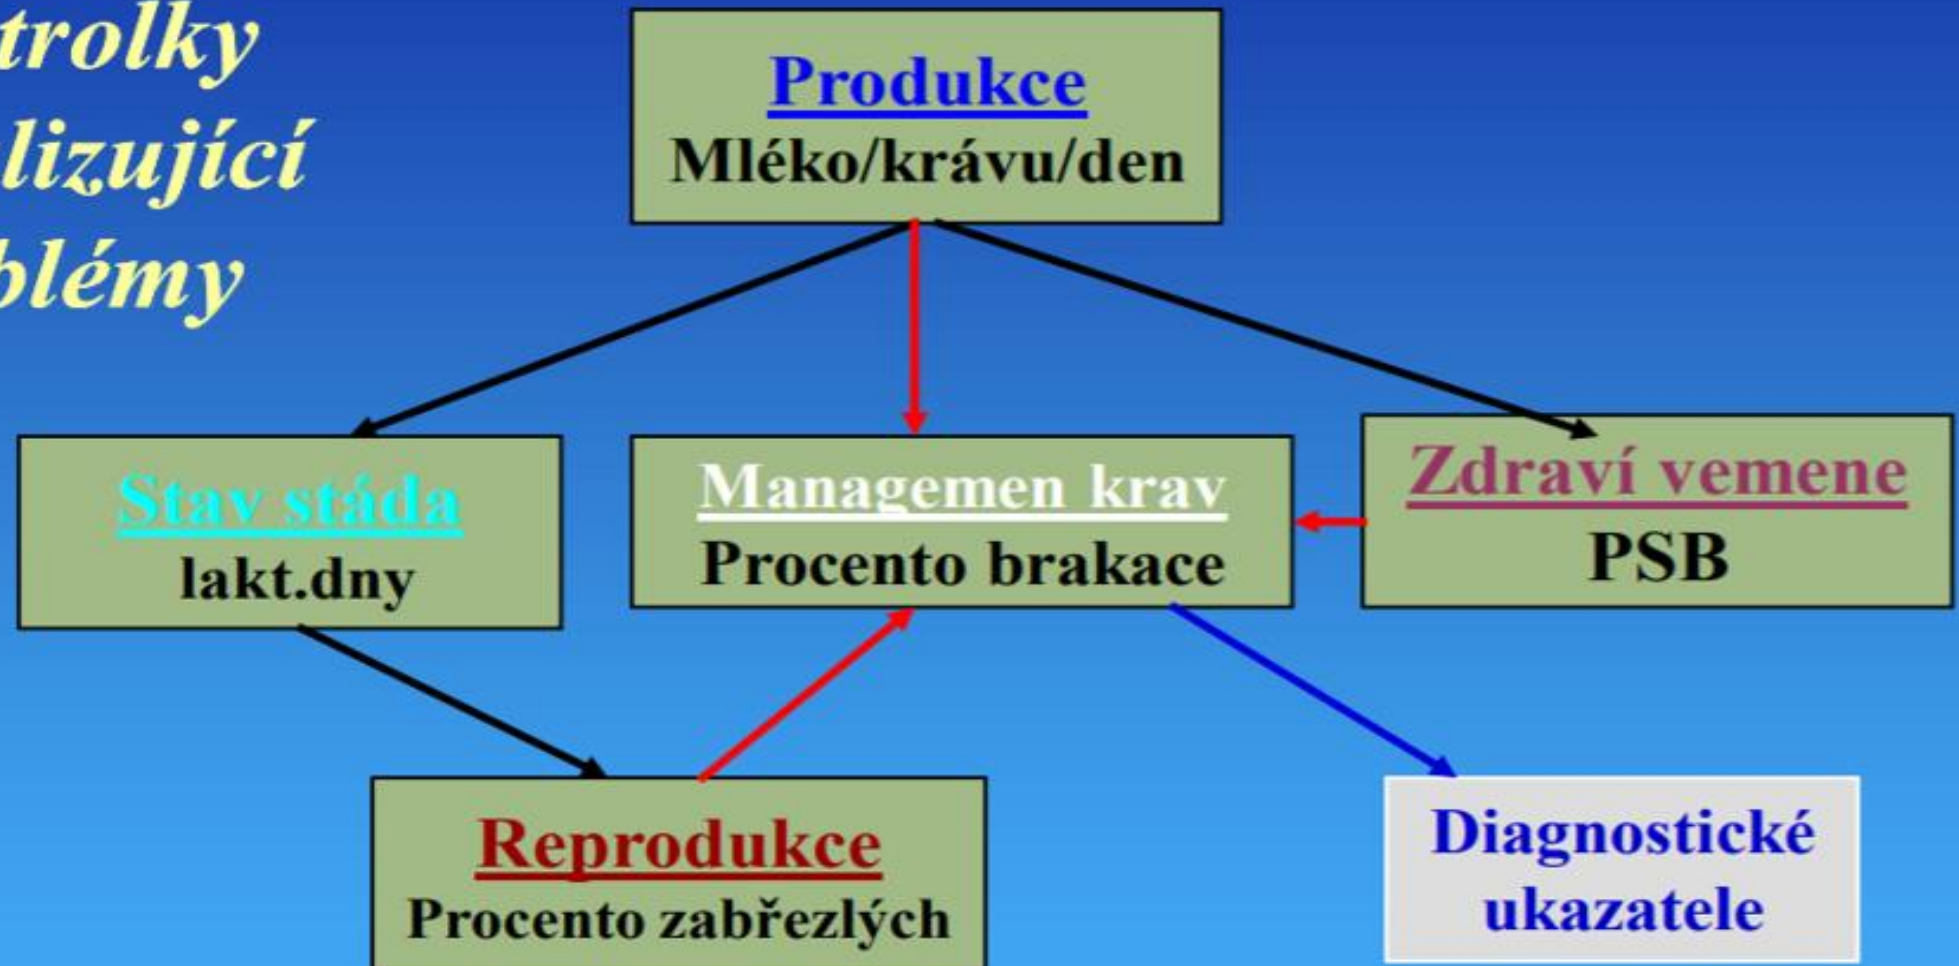 trolky
lizující
blémy
Produkce
Mléko/krávu/den
Stav stáda
lakt.dny
Managemen krav
Procento brakace
Zdraví vemene
PSB
Reprodukce
Procento zabřezlých
Diagnostické
ukazatele